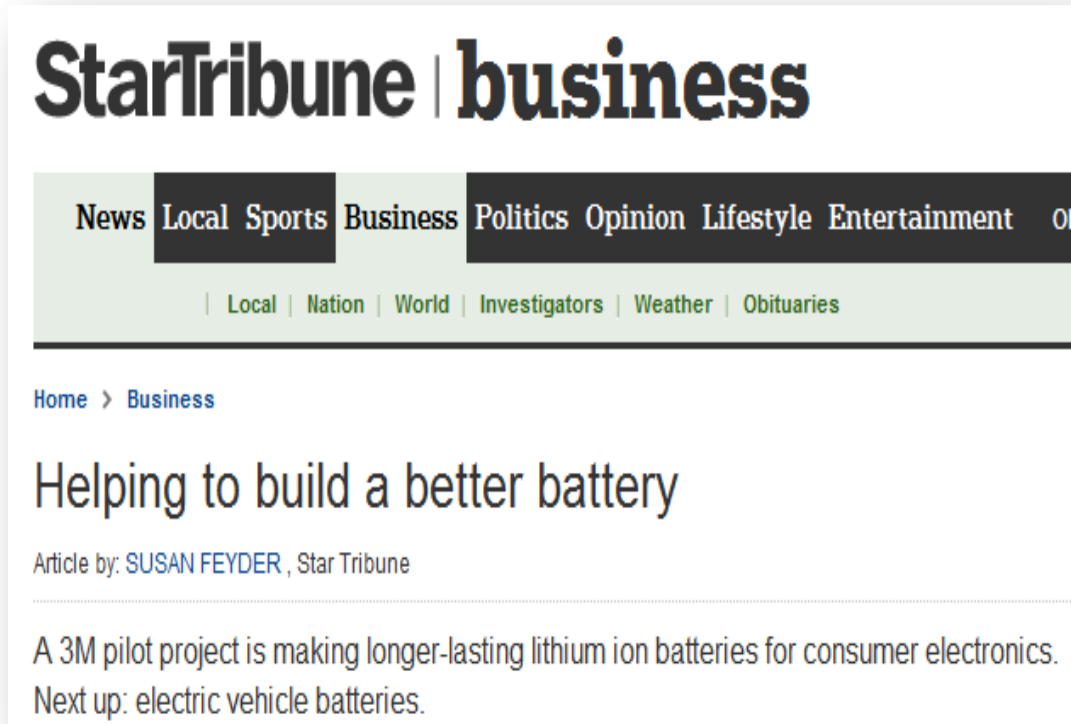 StarTribune | business
News Local Sports Business Politics Opinion Lifestyle Entertainment
| Local | Nation | World | Investigators | Weather | Obituaries
Home > Business
Helping to build a better battery
Article by: SUSAN FEYDER , Star Tribune
A 3M pilot project is making longer-lasting lithium ion batteries for consumer electronics.
Next up: electric vehicle batteries.